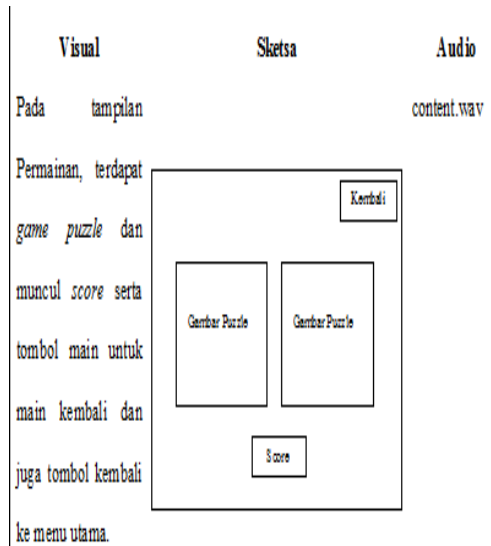 Visual Sketsa Audio
Pada tampilan
Permainan, terdapat
game puzzle dan
muncul score serta
tombol main untuk
main kembali dan
juga tombol kembali
ke menu utama.
Kembali
Gambar Puzzle Gambar Puzzle
Score
content.wav